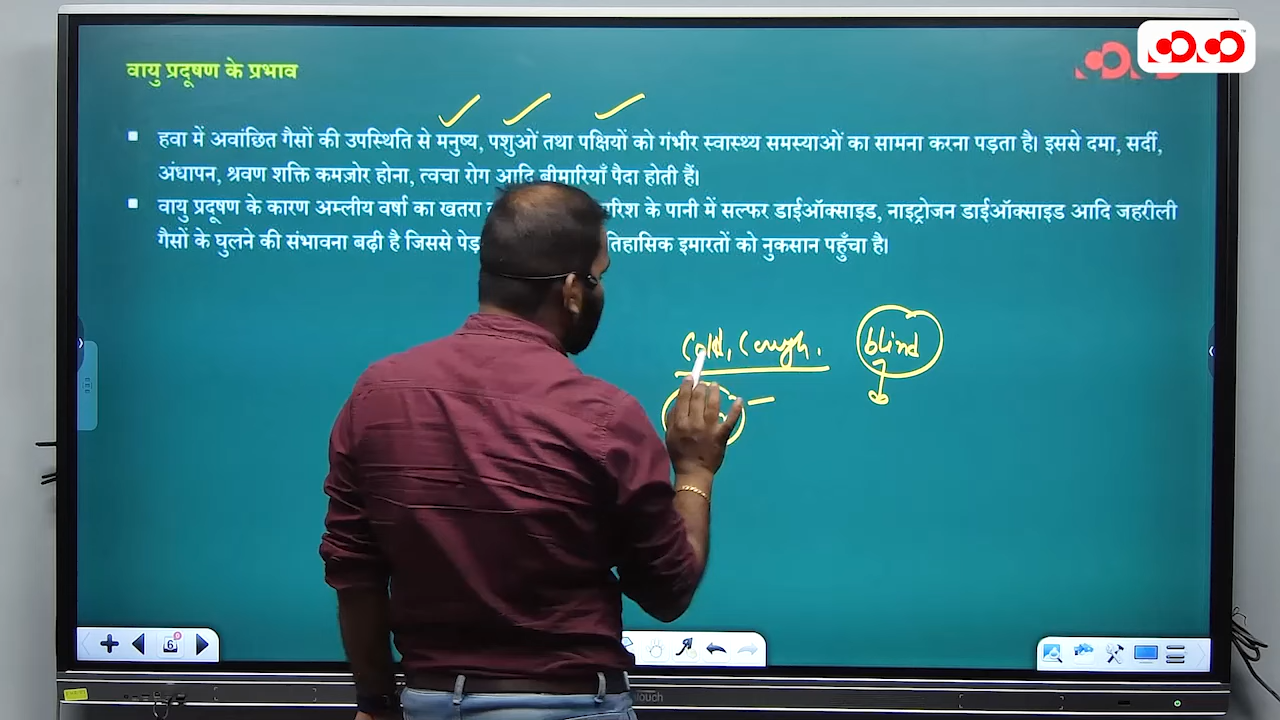 वायु प्रदूषण के प्रभाव
हवा में अवांछित गैसों की उपस्थिति से मनुष्य, पशुओं तथा पक्षियों को गंभीर स्वास्थ्य समस्याओं का सामना करना पड़ता है। इससे दमा, सर्दी,
अंधापन, श्रवण शक्ति कमज़ोर होना, त्वचा रोग आदि बीमारियाँ पैदा होती हैं।
वायु प्रदूषण के कारण अम्लीय वर्षा का खतरा के पानी में सल्फर डाईऑक्साइड, नाइट्रोजन डाईऑक्साइड आदि जहरीली
गैसों के घुलने की संभावना बढ़ी है जिससे इमारतों को नुकसान पहुँचा है।
Cold, Cough.
blind
6